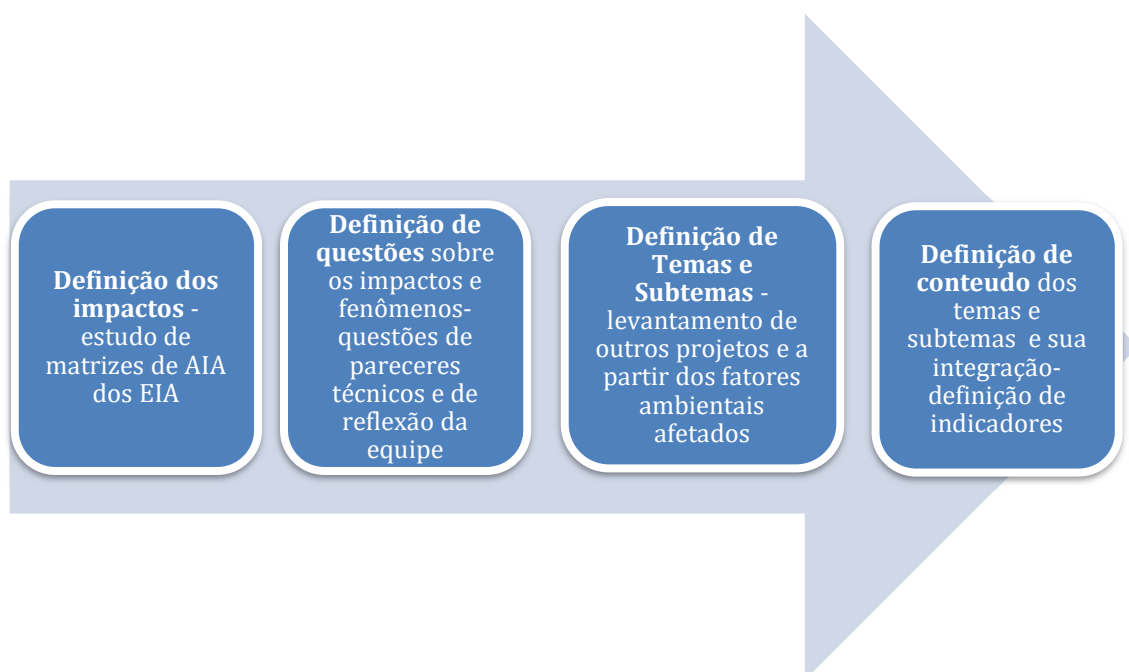 Definição dos
impactos -
estudo de
matrizes de AIA
dos EIA
Definição de
questões sobre
os impactos e
fenômenos-
questões de
pareceres
técnicos e de
reflexão da
equipe
Definição de
Temas e
Subtemas -
levantamento de
outros projetos e a
partir dos fatores
ambientais
afetados
Definição de
conteudo dos
temas e
subtemas e sua
integração-
definição de
indicadores